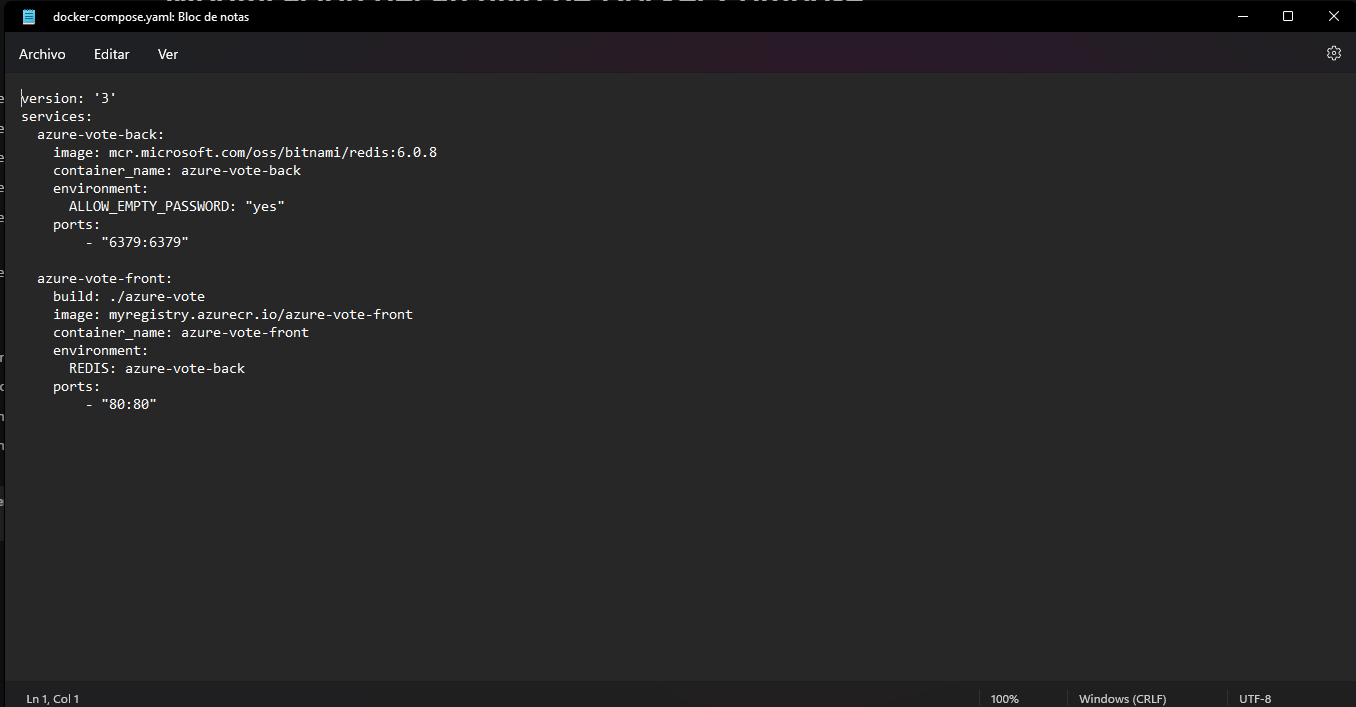 docker-compose.yaml: Bloc de notas
Archivo Editar Ver
version: '3'
services:
  azure-vote-back:
    image: mcr.microsoft.com/oss/bitnami/redis:6.0.8
    container_name: azure-vote-back
    environment:
      ALLOW_EMPTY_PASSWORD: "yes"
    ports:
        - "6379:6379"

  azure-vote-front:
    build: ./azure-vote
    image: myregistry.azurecr.io/azure-vote-front
    container_name: azure-vote-front
    environment:
      REDIS: azure-vote-back
    ports:
        - "80:80"
Ln 1, Col 1 100% Windows (CRLF) UTF-8